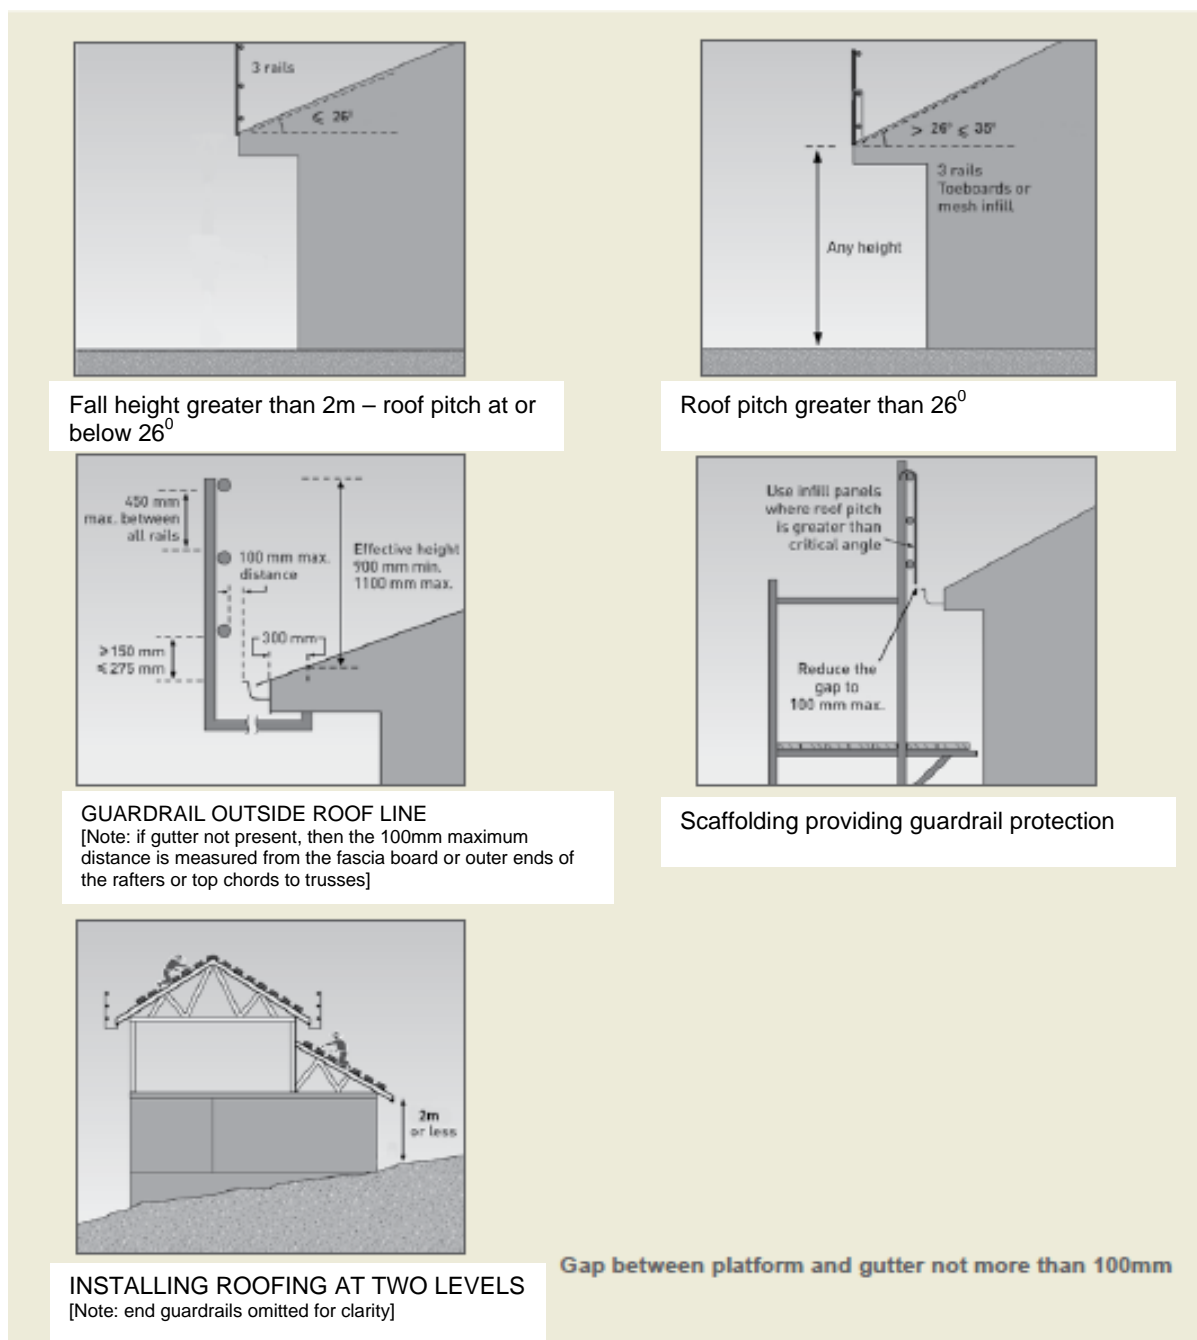 3 rails
⩽ 26°
Fall height greater than 2m – roof pitch at or
below 26⁰
> 26° ⩽ 35°
3 rails
Toeboards or
mesh infill
Any height
Roof pitch greater than 26⁰
450 mm
max. between
all rails
100 mm max.
distance
Effective height
900 mm min.
1100 mm max.
300 mm
⩾ 150 mm
⩽ 275 mm
GUARDRAIL OUTSIDE ROOF LINE
[Note: if gutter not present, then the 100mm maximum
distance is measured from the fascia board or outer ends of
the rafters or top chords to trusses]
Use infill panels
where roof pitch
is greater than
critical angle
Reduce the
gap to
100 mm max.
Scaffolding providing guardrail protection
2m
or less
INSTALLING ROOFING AT TWO LEVELS
[Note: end guardrails omitted for clarity]
Gap between platform and gutter not more than 100mm